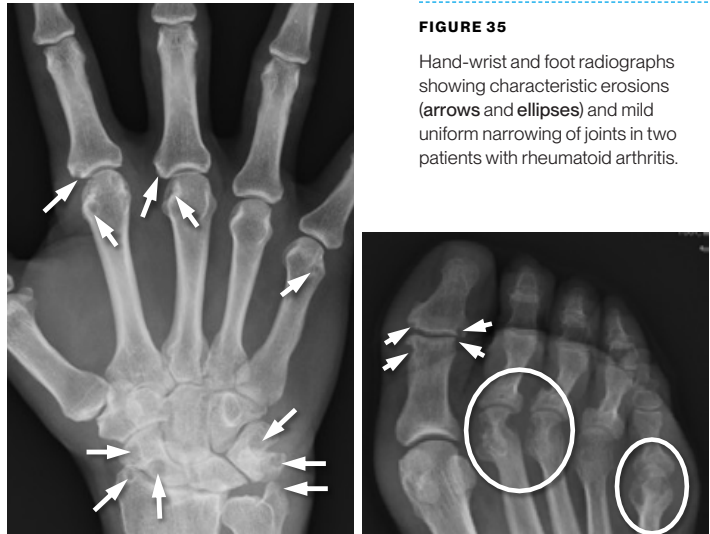 FIGURE 35
Hand-wrist and foot radiographs
showing characteristic erosions
(arrows and ellipses) and mild
uniform narrowing of joints in two
patients with rheumatoid arthritis.